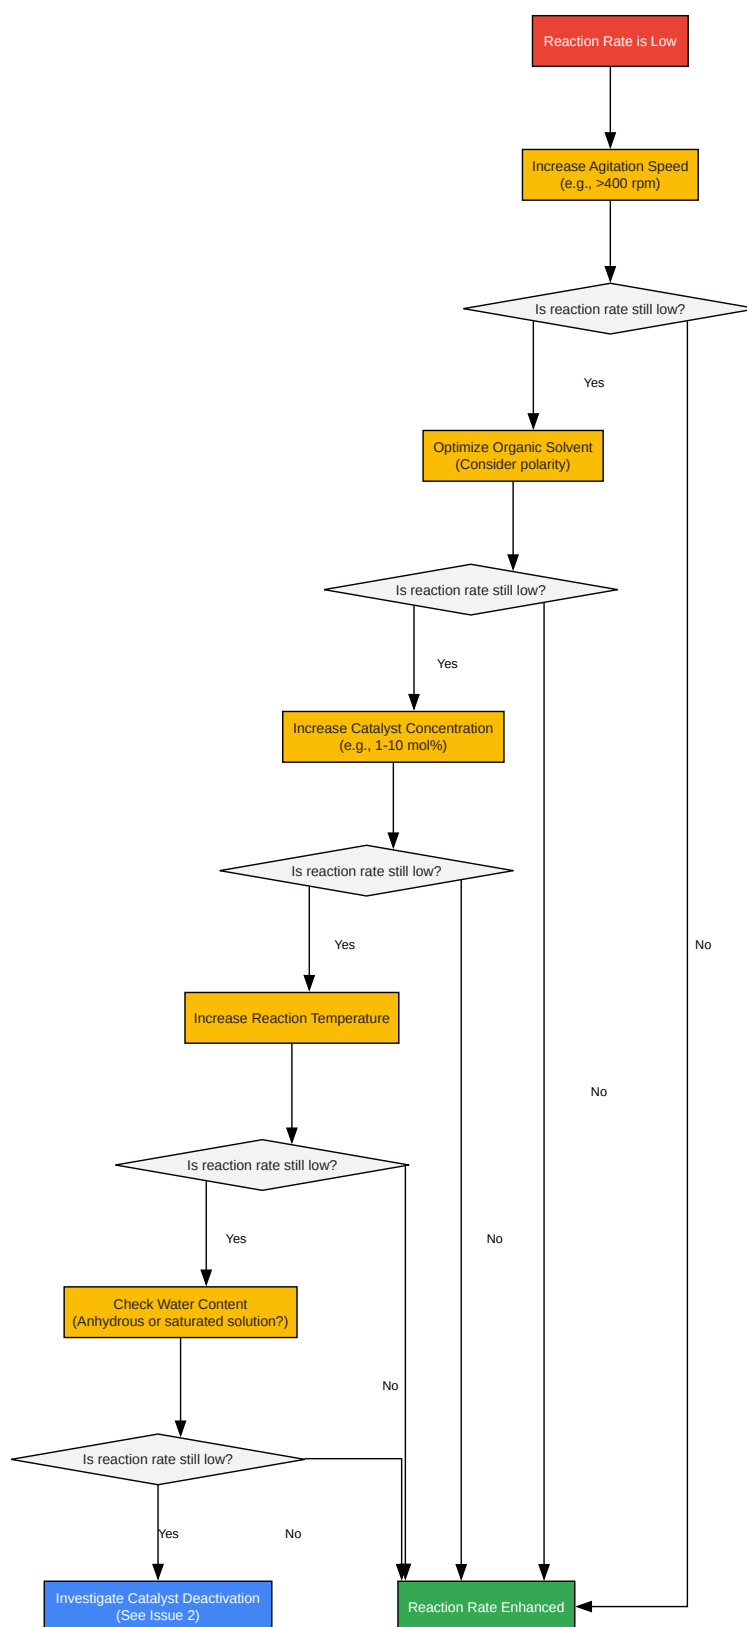 Reaction Rate is Low
Increase Agitation Speed
(e.g., >400 rpm)
Is reaction rate still low?
Yes
Optimize Organic Solvent
(Consider polarity)
Is reaction rate still low?
Yes
Increase Catalyst Concentration
(e.g., 1-10 mol%)
Is reaction rate still low?
Yes
No
Increase Reaction Temperature
No
Is reaction rate still low?
Yes
No
Check Water Content
(Anhydrous or saturated solution?)
No
Is reaction rate still low?
Yes
No
Investigate Catalyst Deactivation
(See Issue 2)
Reaction Rate Enhanced